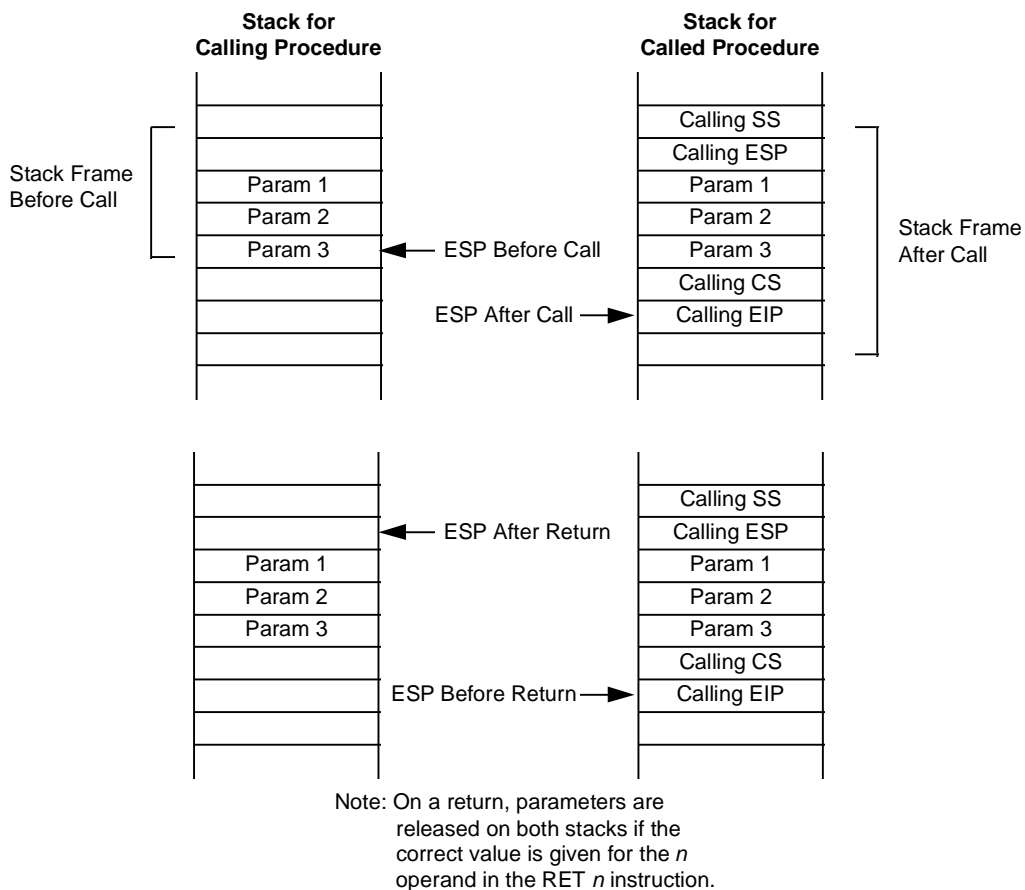 Stack for
Calling Procedure
Stack for
Called Procedure
Stack Frame
Before Call
Param 1
Param 2
Param 3
ESP Before Call
ESP After Call
Calling SS
Calling ESP
Param 1
Param 2
Param 3
Calling CS
Calling EIP
Stack Frame
After Call
Param 1
Param 2
Param 3
ESP After Return
ESP Before Return
Calling SS
Calling ESP
Param 1
Param 2
Param 3
Calling CS
Calling EIP
Note: On a return, parameters are
released on both stacks if the
correct value is given for the n
operand in the RET n instruction.